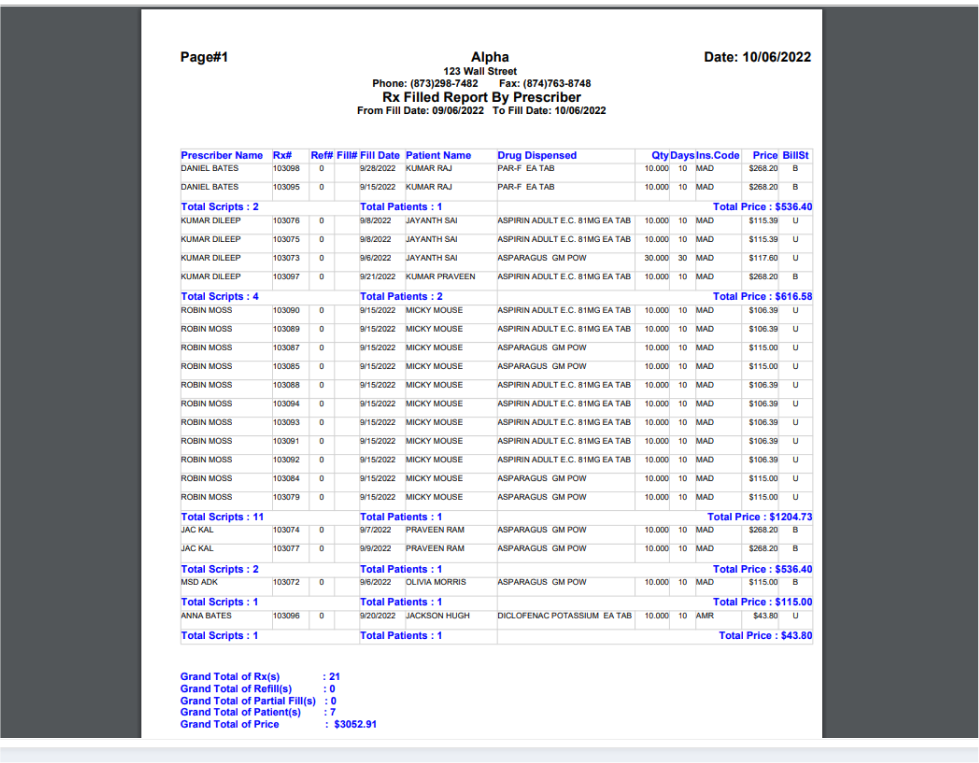 Page#1 Alpha Date: 10/06/2022
123 Wall Street
Phone: (873)298-7482 Fax: (874)763-8748
Rx Filled Report By Prescriber
From Fill Date: 09/06/2022 To Fill Date: 10/06/2022
Prescriber Name Rx# Ref# Fill# Fill Date Patient Name Drug Dispensed Qty Days Ins.Code Price BillSt
DANIEL BATES 103098 0 9/28/2022 KUMAR RAJ PAR-F EA TAB 10.000 10 MAD $268.20 B
DANIEL BATES 103095 0 9/15/2022 KUMAR RAJ PAR-F EA TAB 10.000 10 MAD $268.20 B
Total Scripts : 2 Total Patients : 1 Total Price : $536.40
KUMAR DILEEP 103076 0 9/8/2022 JAYANTH SAI ASPIRIN ADULT E.C. 81MG EA TAB 10.000 10 MAD $115.39 U
KUMAR DILEEP 103075 0 9/8/2022 JAYANTH SAI ASPIRIN ADULT E.C. 81MG EA TAB 10.000 10 MAD $115.39 U
KUMAR DILEEP 103073 0 9/6/2022 JAYANTH SAI ASPARAGUS GM POW 30.000 30 MAD $117.60 U
KUMAR DILEEP 103097 0 9/21/2022 KUMAR PRAVEEN ASPIRIN ADULT E.C. 81MG EA TAB 10.000 10 MAD $268.20 B
Total Scripts : 4 Total Patients : 2 Total Price : $616.58
ROBIN MOSS 103090 0 9/15/2022 MICKY MOUSE ASPIRIN ADULT E.C. 81MG EA TAB 10.000 10 MAD $106.39 U
ROBIN MOSS 103089 0 9/15/2022 MICKY MOUSE ASPIRIN ADULT E.C. 81MG EA TAB 10.000 10 MAD $106.39 U
ROBIN MOSS 103087 0 9/15/2022 MICKY MOUSE ASPARAGUS GM POW 10.000 10 MAD $115.00 U
ROBIN MOSS 103085 0 9/15/2022 MICKY MOUSE ASPARAGUS GM POW 10.000 10 MAD $115.00 U
ROBIN MOSS 103088 0 9/15/2022 MICKY MOUSE ASPIRIN ADULT E.C. 81MG EA TAB 10.000 10 MAD $106.39 U
ROBIN MOSS 103094 0 9/15/2022 MICKY MOUSE ASPIRIN ADULT E.C. 81MG EA TAB 10.000 10 MAD $106.39 U
ROBIN MOSS 103093 0 9/15/2022 MICKY MOUSE ASPIRIN ADULT E.C. 81MG EA TAB 10.000 10 MAD $106.39 U
ROBIN MOSS 103091 0 9/15/2022 MICKY MOUSE ASPIRIN ADULT E.C. 81MG EA TAB 10.000 10 MAD $106.39 U
ROBIN MOSS 103092 0 9/15/2022 MICKY MOUSE ASPIRIN ADULT E.C. 81MG EA TAB 10.000 10 MAD $106.39 U
ROBIN MOSS 103084 0 9/15/2022 MICKY MOUSE ASPARAGUS GM POW 10.000 10 MAD $115.00 U
ROBIN MOSS 103079 0 9/15/2022 MICKY MOUSE ASPARAGUS GM POW 10.000 10 MAD $115.00 U
Total Scripts : 11 Total Patients : 1 Total Price : $1204.73
JAC KAL 103074 0 9/7/2022 PRAVEEN RAM ASPARAGUS GM POW 10.000 10 MAD $268.20 B
JAC KAL 103077 0 9/9/2022 PRAVEEN RAM ASPARAGUS GM POW 10.000 10 MAD $268.20 B
Total Scripts : 2 Total Patients : 1 Total Price : $536.40
MSD ADK 103072 0 9/6/2022 OLIVIA MORRIS ASPARAGUS GM POW 10.000 10 MAD $115.00 B
Total Scripts : 1 Total Patients : 1 Total Price : $115.00
ANNA BATES 103096 0 9/20/2022 JACKSON HUGH DICLOFENAC POTASSIUM EA TAB 10.000 10 AMR $43.80 U
Total Scripts : 1 Total Patients : 1 Total Price : $43.80
Grand Total of Rx(s) : 21
Grand Total of Refill(s) : 0
Grand Total of Partial Fill(s) : 0
Grand Total of Patient(s) : 7
Grand Total of Price : $3052.91